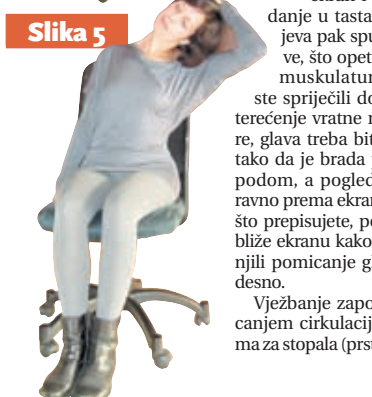 Slika 5
danje u tasta
jeva pak spu
ve, što opet
muskulatur
ste spriječili do
terećenje vratne
re, glava treba bit
tako da je brada
podom, a pogled
ravno prema ekran
što prepisujete, po
bliže ekranu kako
njili pomicanje gl
desno.
Vježbanje zapo
canjem cirkulacij
ma za stopala (prs